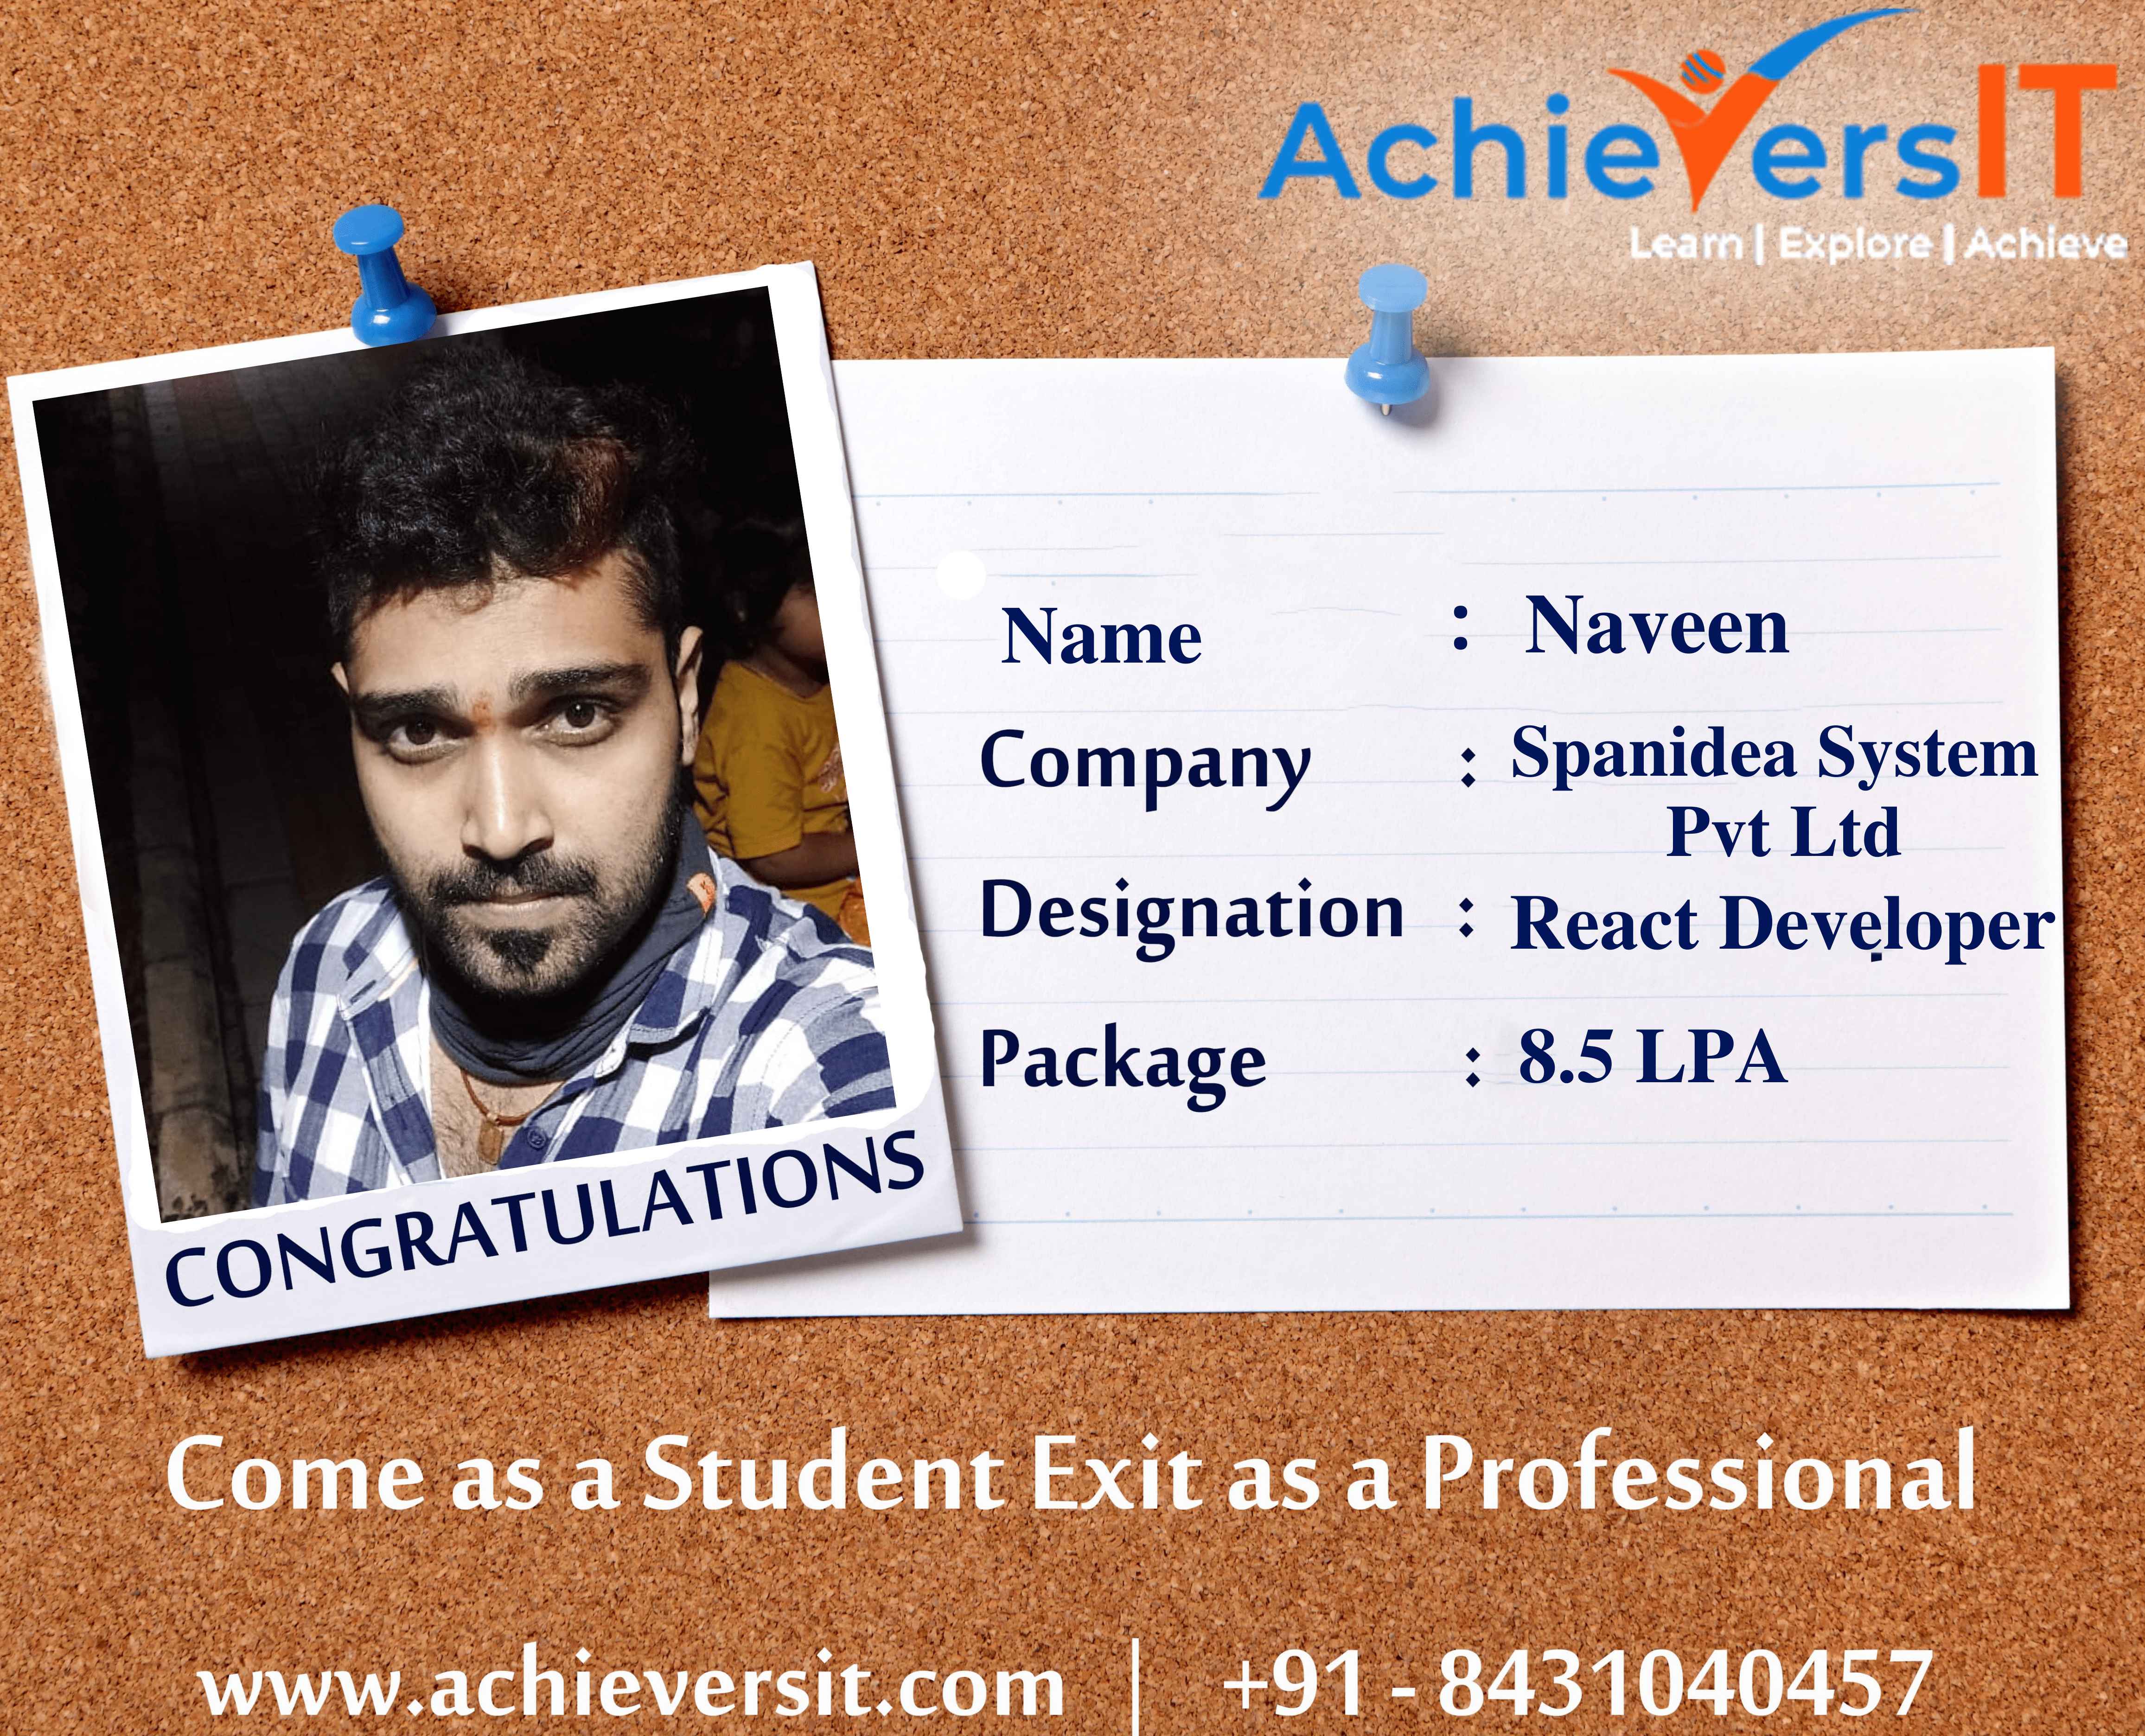 AchieVersIT
Learn | Explore | Achieve
Name : Naveen
Company : Spanidea System
Pvt Ltd
Designation : React Developer
Package : 8.5 LPA
CONGRATULATIONS
Come as a Student Exit as a Professional
www.achieversit.com | +91 - 8431040457